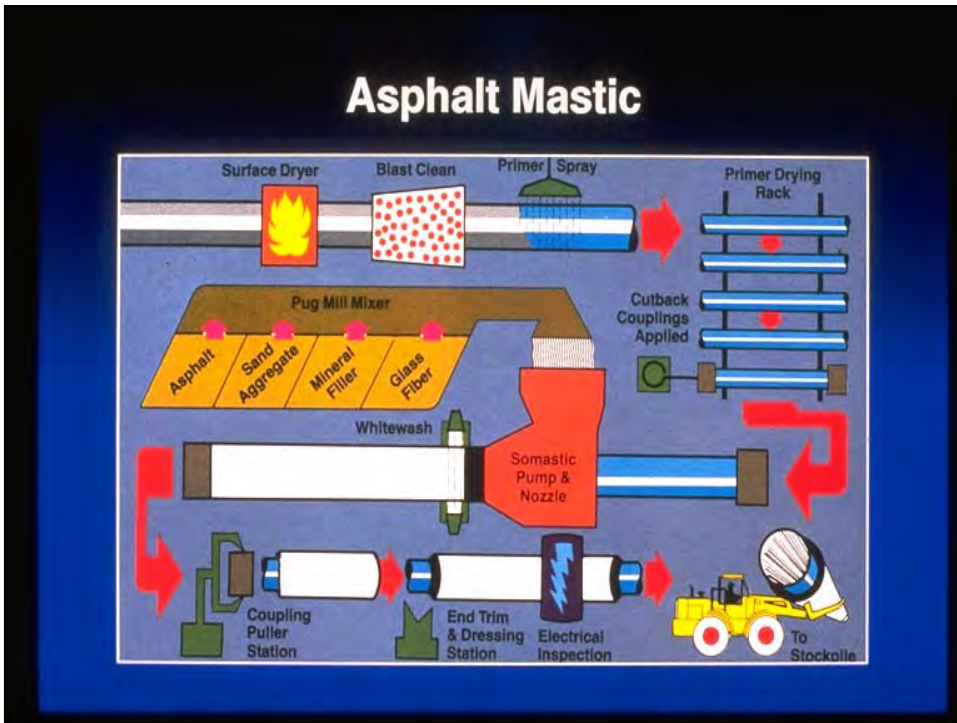 Asphalt Mastic
Surface Dryer
Blast Clean
Primer Spray
Primer Drying
Rack
Pug Mill Mixer
Cutback
Couplings
Applied
Asphalt
Sand
Aggregate
Mineral
Filler
Glass
Fiber
Whitewash
Somastic
Pump &
Nozzle
Coupling
Puller
Station
End Trim
& Dressing
Station
Electrical
Inspection
To
Stockpile